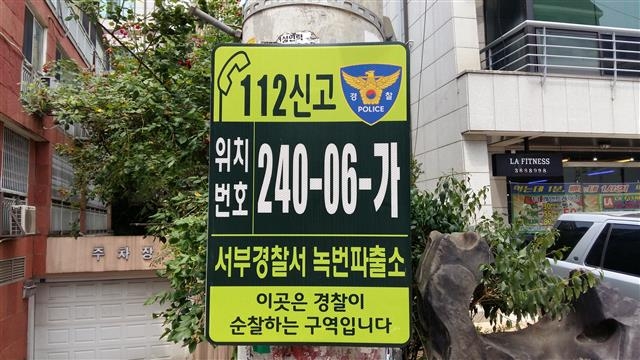 112신고
경찰
POLICE
위치
번호
240-06-가
서부경찰서 녹번파출소
이곳은 경찰이
순찰하는 구역입니다
주차장
LA FITNESS